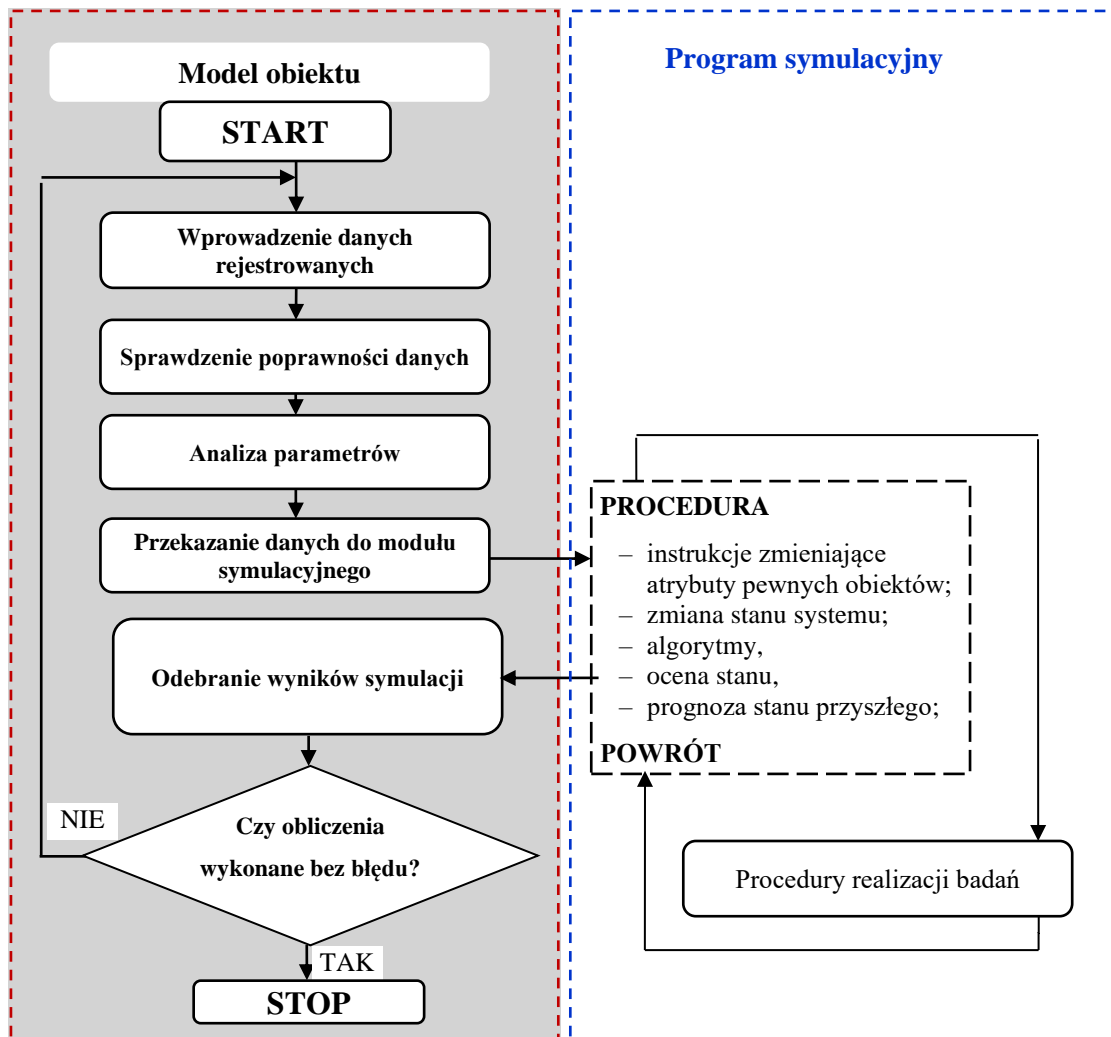 Model obiektu
START
Wprowadzenie danych
rejestrowanych
Sprawdzenie poprawności danych
Analiza parametrów
Przekazanie danych do modułu
symulacyjnego
Odebranie wyników symulacji
NIE
Czy obliczenia
wykonane bez błędu?
TAK
STOP
Program symulacyjny
PROCEDURA
– instrukcje zmieniające
atrybuty pewnych obiektów;
– zmiana stanu systemu;
– algorytmy,
– ocena stanu,
– prognoza stanu przyszłego;
POWRÓT
Procedury realizacji badań